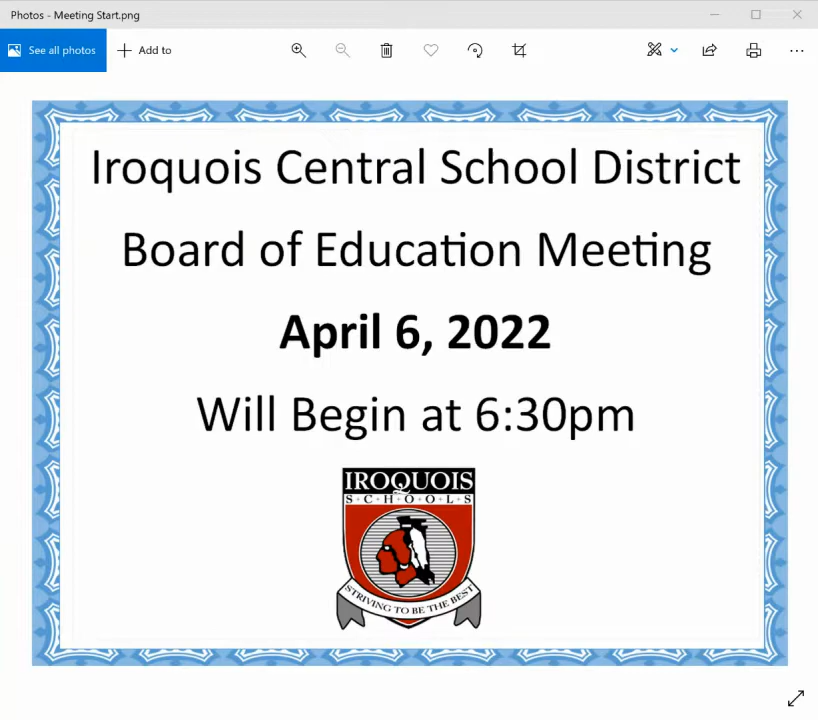 Photos - Meeting Start.png
See all photos
Add to
Iroquois Central School District
Board of Education Meeting
April 6, 2022
Will Begin at 6:30pm
IROQUOIS
S·C·H·O·O·L·S
STRIVING TO BE THE BEST